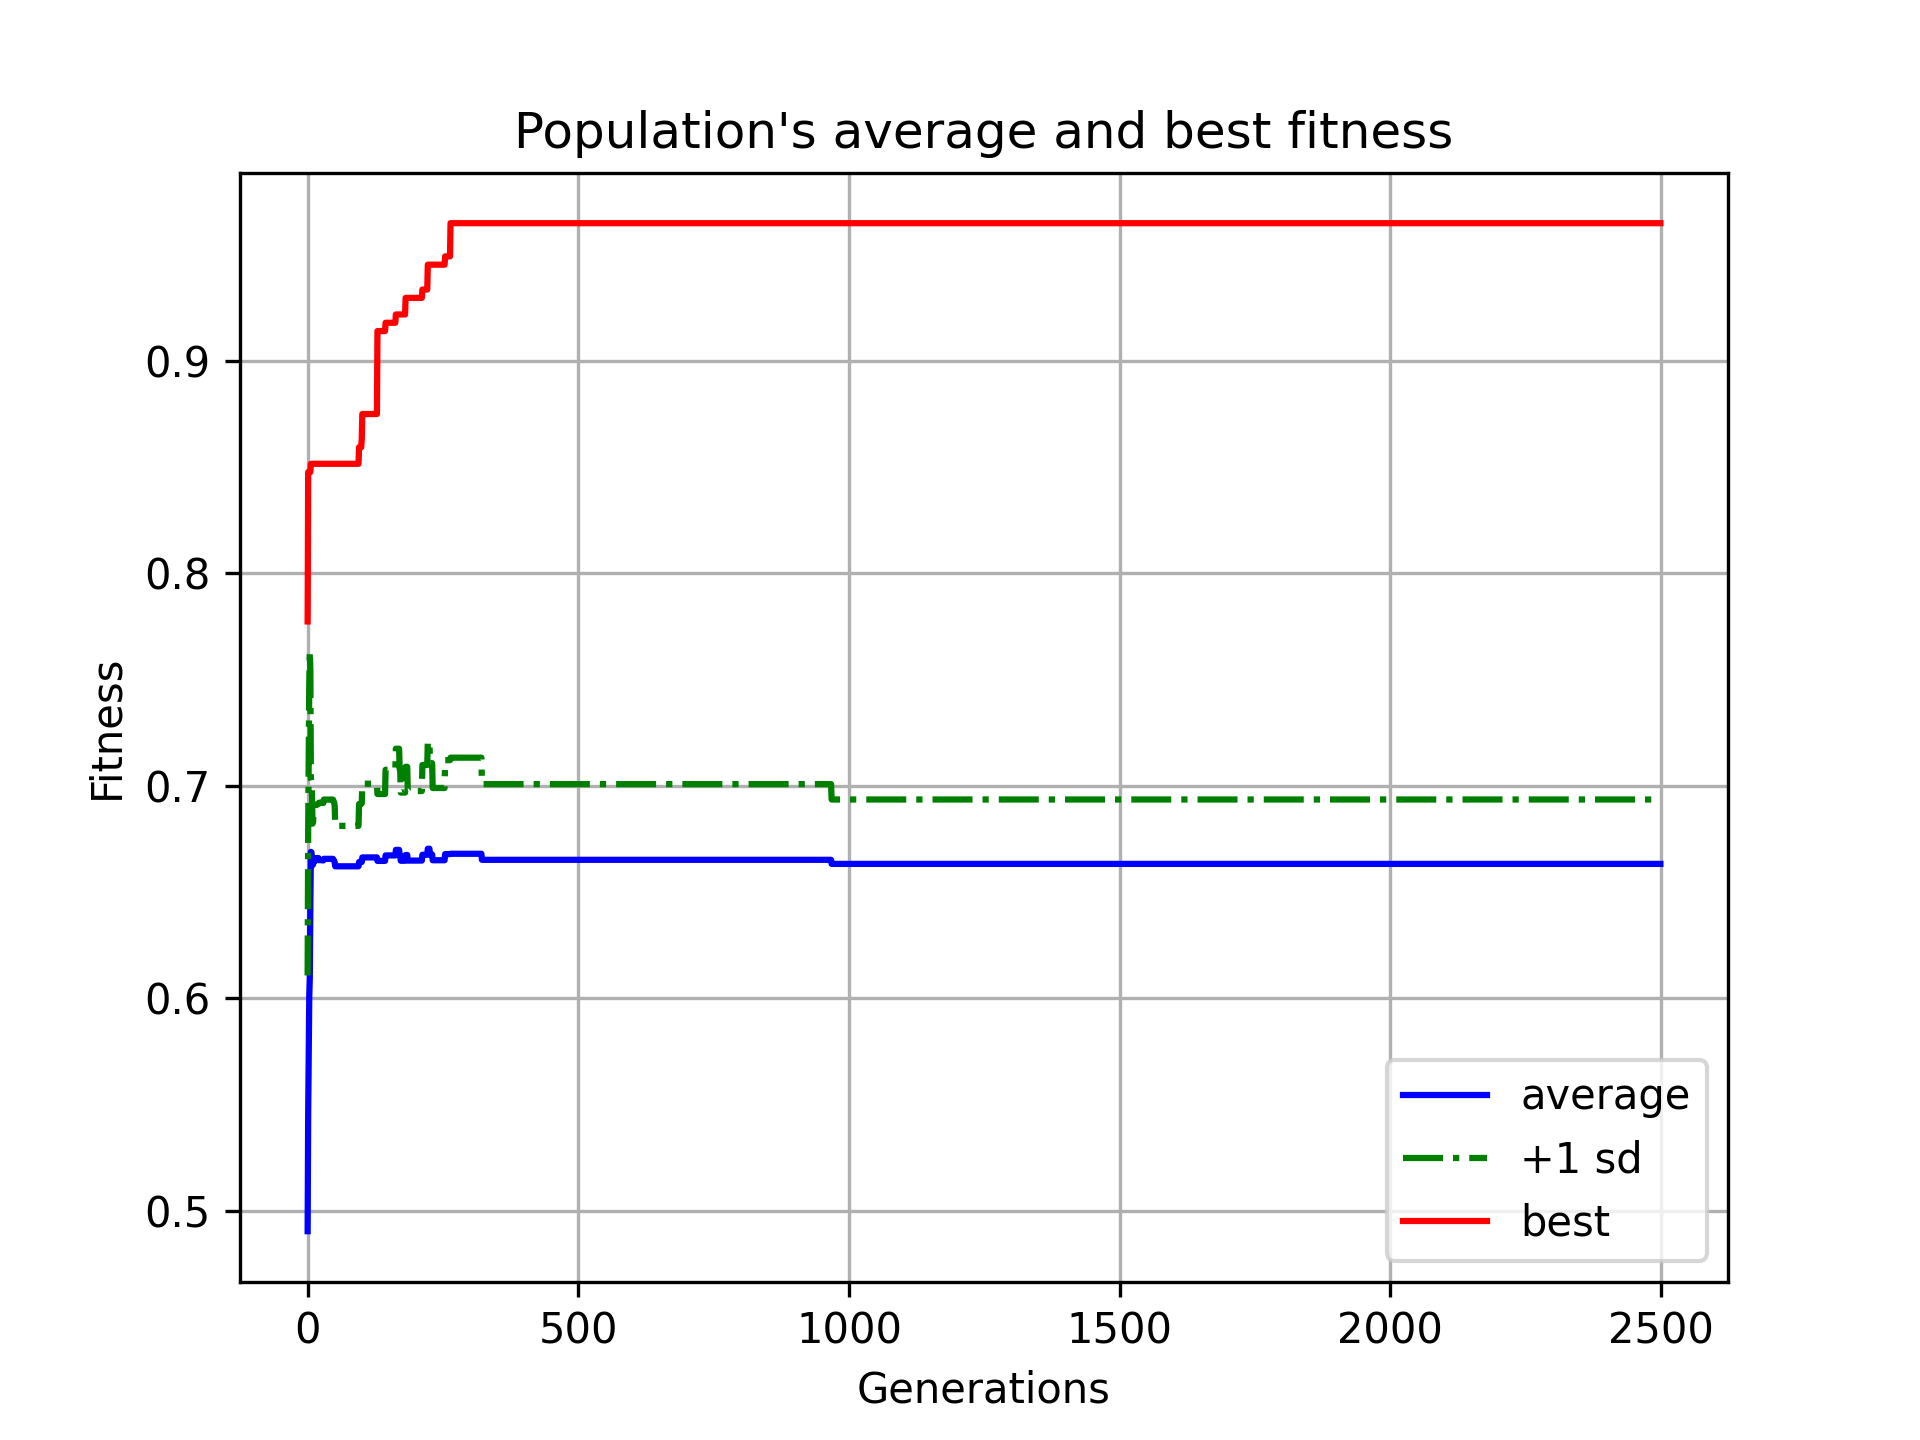 Population's average and best fitness
Fitness
0.9
0.8
0.7
0.6
0.5
0
500
1000
1500
2000
2500
Generations
average
+1 sd
best